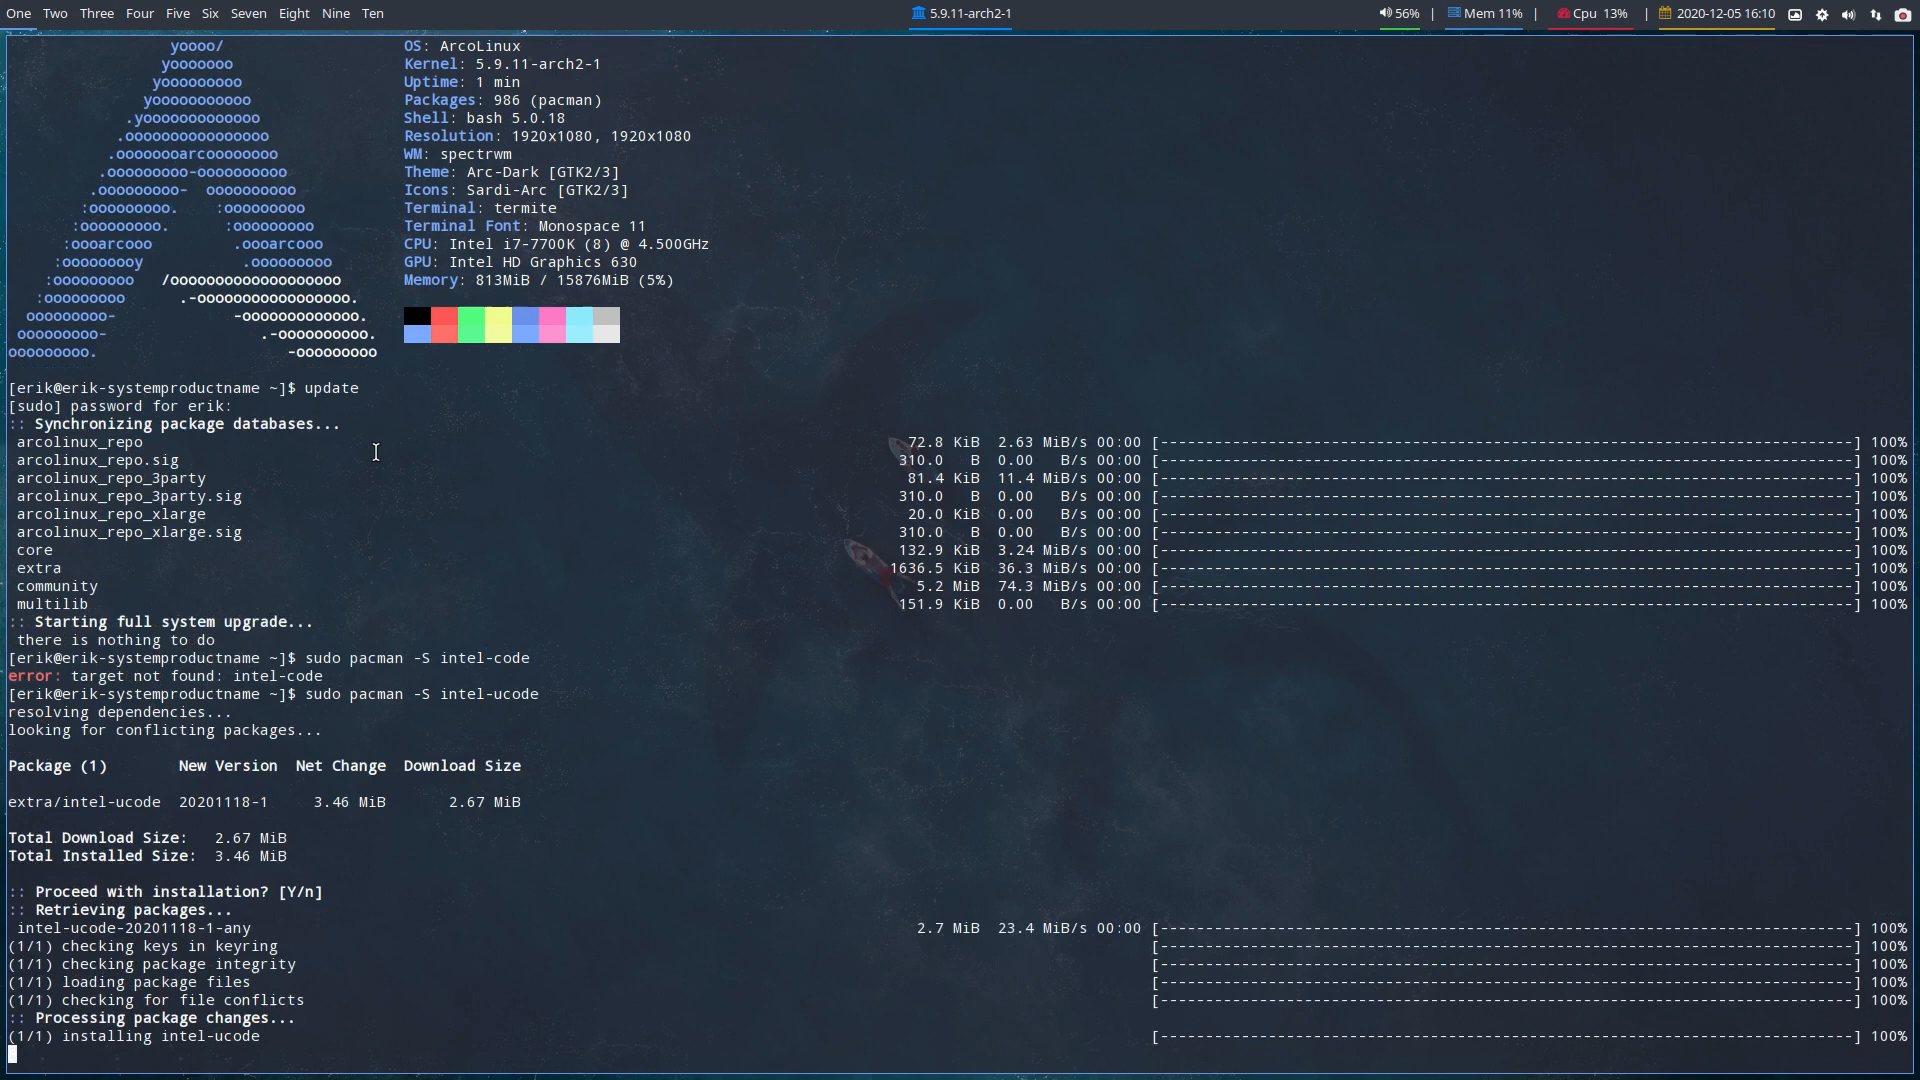 One Two Three Four Five Six Seven Eight Nine Ten 5.9.11-arch2-1 56% | Mem 11% | Cpu 13% | 2020-12-05 16:10
yoooo/ OS: ArcoLinux
yooooooo Kernel: 5.9.11-arch2-1
yooooooooo Uptime: 1 min
yooooooooooo Packages: 986 (pacman)
.yooooooooooooo Shell: bash 5.0.18
.oooooooooooooooo Resolution: 1920x1080, 1920x1080
.oooooooarcoooooooo WM: spectrwm
.ooooooooo-oooooooooo Theme: Arc-Dark [GTK2/3]
.ooooooooo- oooooooooo Icons: Sardi-Arc [GTK2/3]
:ooooooooo. :ooooooooo Terminal: termite
:ooooooooo. :ooooooooo Terminal Font: Monospace 11
:oooarcooo .oooarcooo CPU: Intel i7-7700K (8) @ 4.500GHz
:ooooooooy .ooooooooo GPU: Intel HD Graphics 630
:ooooooooo /ooooooooooooooooooo Memory: 813MiB / 15876MiB (5%)
:ooooooooo .-ooooooooooooooooo.
ooooooooo- -ooooooooooooo.
ooooooooo- .-oooooooooo.
ooooooooo. -ooooooooo
[erik@erik-systemproductname ~]$ update
[sudo] password for erik:
:: Synchronizing package databases...
arcolinux_repo 72.8 KiB 2.63 MiB/s 00:00 [-----------------------------------------------------------------------------] 100%
arcolinux_repo.sig 310.0 B 0.00 B/s 00:00 [-----------------------------------------------------------------------------] 100%
arcolinux_repo_3party 81.4 KiB 11.4 MiB/s 00:00 [-----------------------------------------------------------------------------] 100%
arcolinux_repo_3party.sig 310.0 B 0.00 B/s 00:00 [-----------------------------------------------------------------------------] 100%
arcolinux_repo_xlarge 20.0 KiB 0.00 B/s 00:00 [-----------------------------------------------------------------------------] 100%
arcolinux_repo_xlarge.sig 310.0 B 0.00 B/s 00:00 [-----------------------------------------------------------------------------] 100%
core 132.9 KiB 3.24 MiB/s 00:00 [-----------------------------------------------------------------------------] 100%
extra 1636.5 KiB 36.3 MiB/s 00:00 [-----------------------------------------------------------------------------] 100%
community 5.2 MiB 74.3 MiB/s 00:00 [-----------------------------------------------------------------------------] 100%
multilib 151.9 KiB 0.00 B/s 00:00 [-----------------------------------------------------------------------------] 100%
:: Starting full system upgrade...
there is nothing to do
[erik@erik-systemproductname ~]$ sudo pacman -S intel-code
error: target not found: intel-code
[erik@erik-systemproductname ~]$ sudo pacman -S intel-ucode
resolving dependencies...
looking for conflicting packages...
Package (1) New Version Net Change Download Size
extra/intel-ucode 20201118-1 3.46 MiB 2.67 MiB
Total Download Size: 2.67 MiB
Total Installed Size: 3.46 MiB
:: Proceed with installation? [Y/n]
:: Retrieving packages...
intel-ucode-20201118-1-any 2.7 MiB 23.4 MiB/s 00:00 [-----------------------------------------------------------------------------] 100%
(1/1) checking keys in keyring [-----------------------------------------------------------------------------] 100%
(1/1) checking package integrity [-----------------------------------------------------------------------------] 100%
(1/1) loading package files [-----------------------------------------------------------------------------] 100%
(1/1) checking for file conflicts [-----------------------------------------------------------------------------] 100%
:: Processing package changes...
(1/1) installing intel-ucode [-----------------------------------------------------------------------------] 100%